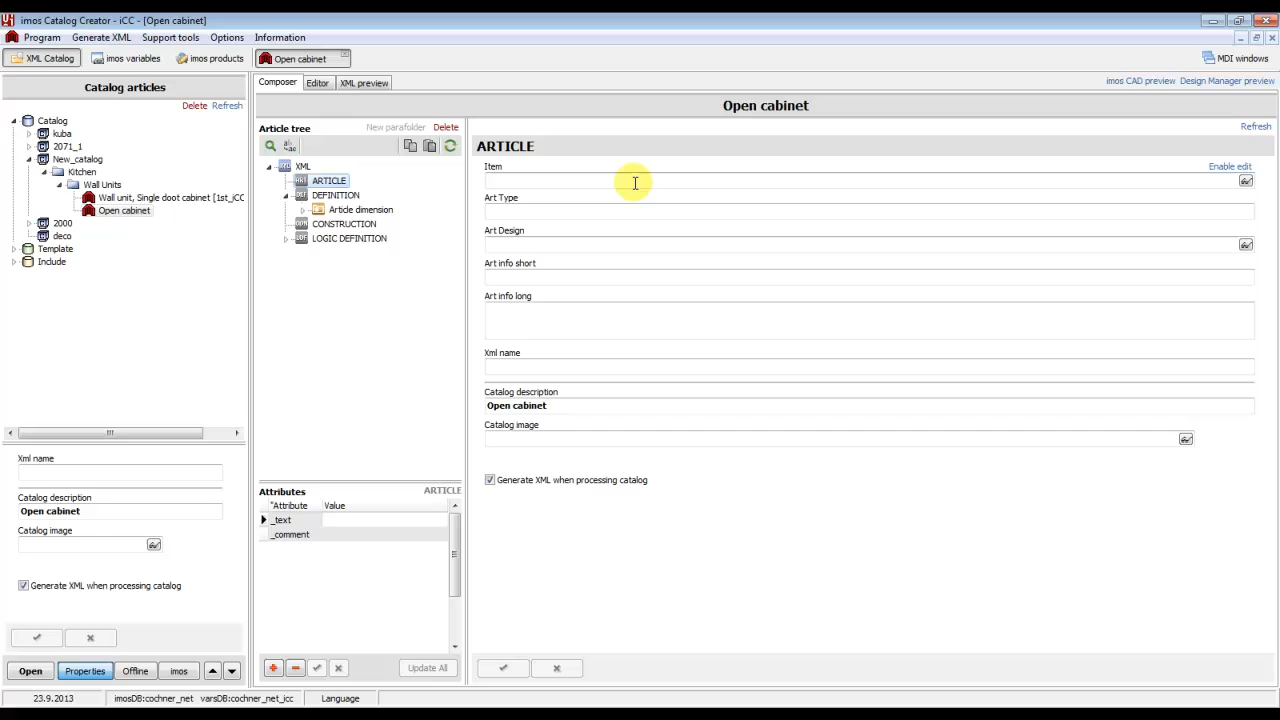 imos Catalog Creator - iCC - [Open cabinet]
Program Generate XML Support tools Options Information
XML Catalog imos variables imos products Open cabinet MDI windows
Catalog articles
Delete Refresh
Catalog
kuba
2071_1
New_catalog
Kitchen
Wall Units
Wall unit, Single doot cabinet [1st_iCC
Open cabinet
2000
deco
Template
Include
Xml name
Catalog description
Open cabinet
Catalog image
Generate XML when processing catalog
Open Properties Offline imos
Composer Editor XML preview
imos CAD preview Design Manager preview
Open cabinet
Article tree New parafolder Delete
XML
ARTICLE
DEFINITION
Article dimension
CONSTRUCTION
LOGIC DEFINITION
Attributes ARTICLE
*Attribute Value
_text
_comment
Update All
Refresh
ARTICLE
Item Enable edit
Art Type
Art Design
Art info short
Art info long
Xml name
Catalog description
Open cabinet
Catalog image
Generate XML when processing catalog
23.9.2013 imosDB:cochner_net varsDB:cochner_net_icc Language